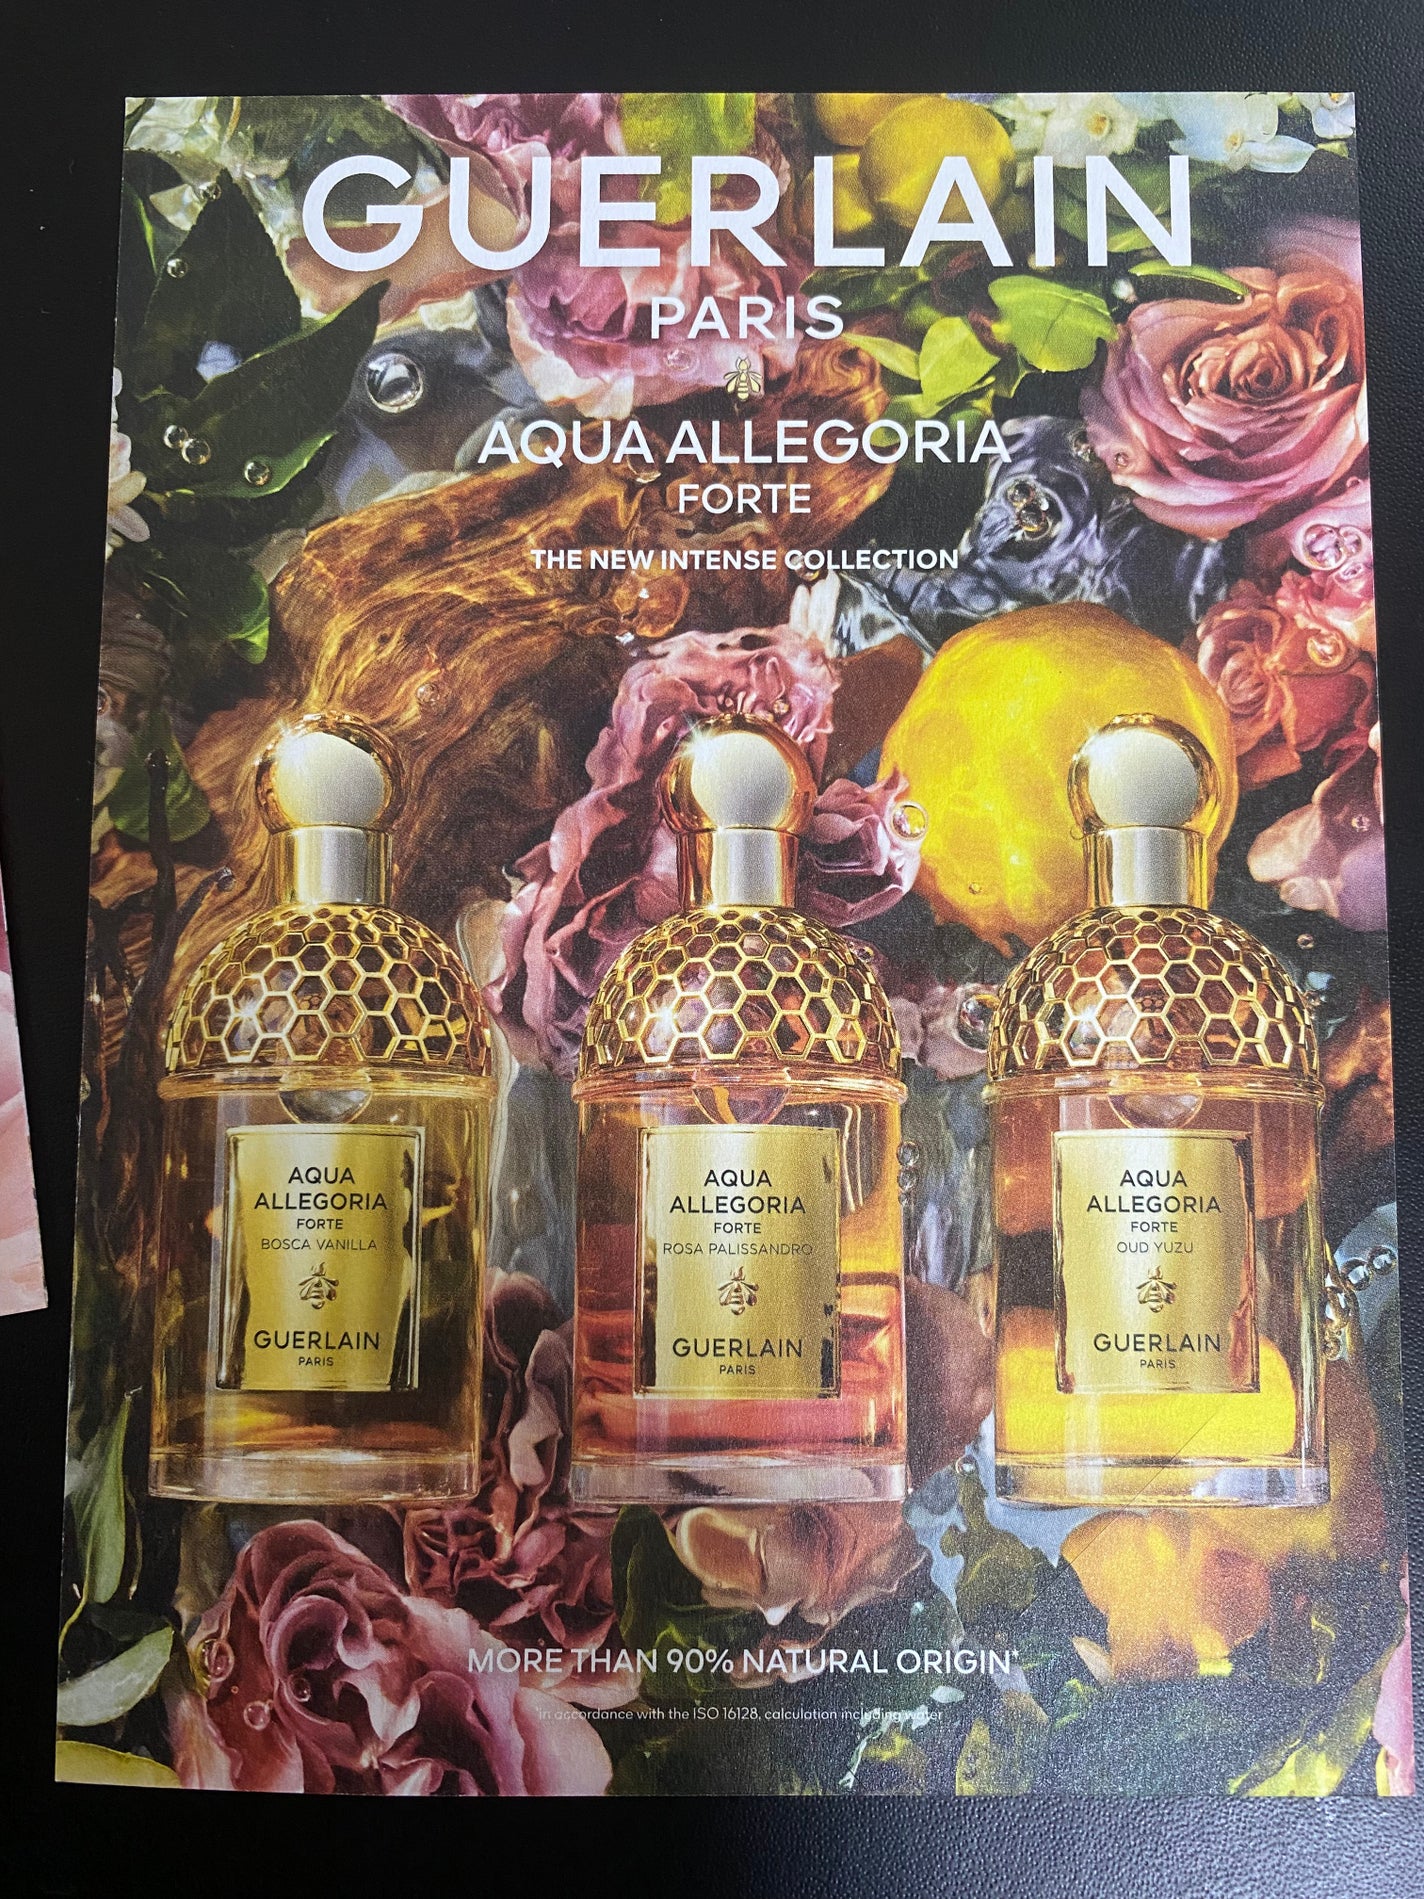 GUERLAIN
PARIS
AQUA ALLEGORIA
FORTE
THE NEW INTENSE COLLECTION
AQUA
ALLEGORIA
FORTE
BOSCA VANILLA
GUERLAIN
PARIS
AQUA
ALLEGORIA
FORTE
ROSA PALISSANDRO
GUERLAIN
PARIS
AQUA
ALLEGORIA
FORTE
OUD YUZU
GUERLAIN
PARIS
MORE THAN 90% NATURAL ORIGIN*
*in accordance with the ISO 16128, calculation including water